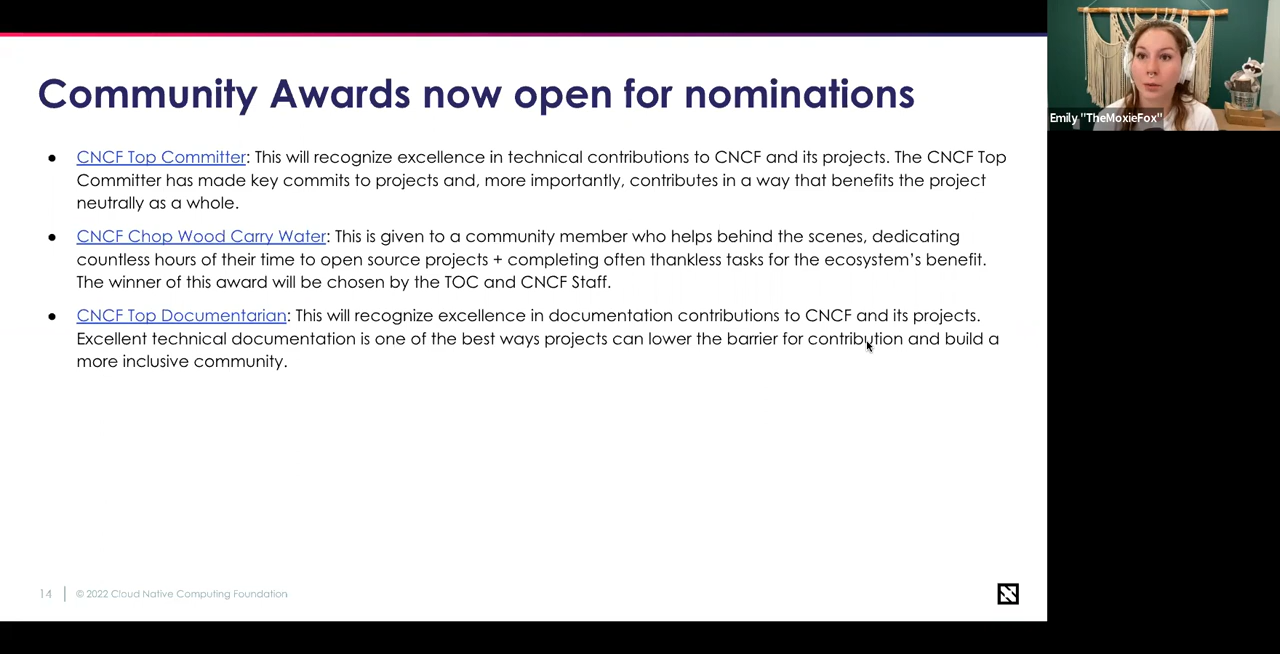 Community Awards now open for nominations
● CNCF Top Committer: This will recognize excellence in technical contributions to CNCF and its projects. The CNCF Top
Committer has made key commits to projects and, more importantly, contributes in a way that benefits the project
neutrally as a whole.
● CNCF Chop Wood Carry Water: This is given to a community member who helps behind the scenes, dedicating
countless hours of their time to open source projects + completing often thankless tasks for the ecosystem’s benefit.
The winner of this award will be chosen by the TOC and CNCF Staff.
● CNCF Top Documentarian: This will recognize excellence in documentation contributions to CNCF and its projects.
Excellent technical documentation is one of the best ways projects can lower the barrier for contribution and build a
more inclusive community.
14 | © 2022 Cloud Native Computing Foundation
Emily "TheMoxieFox"